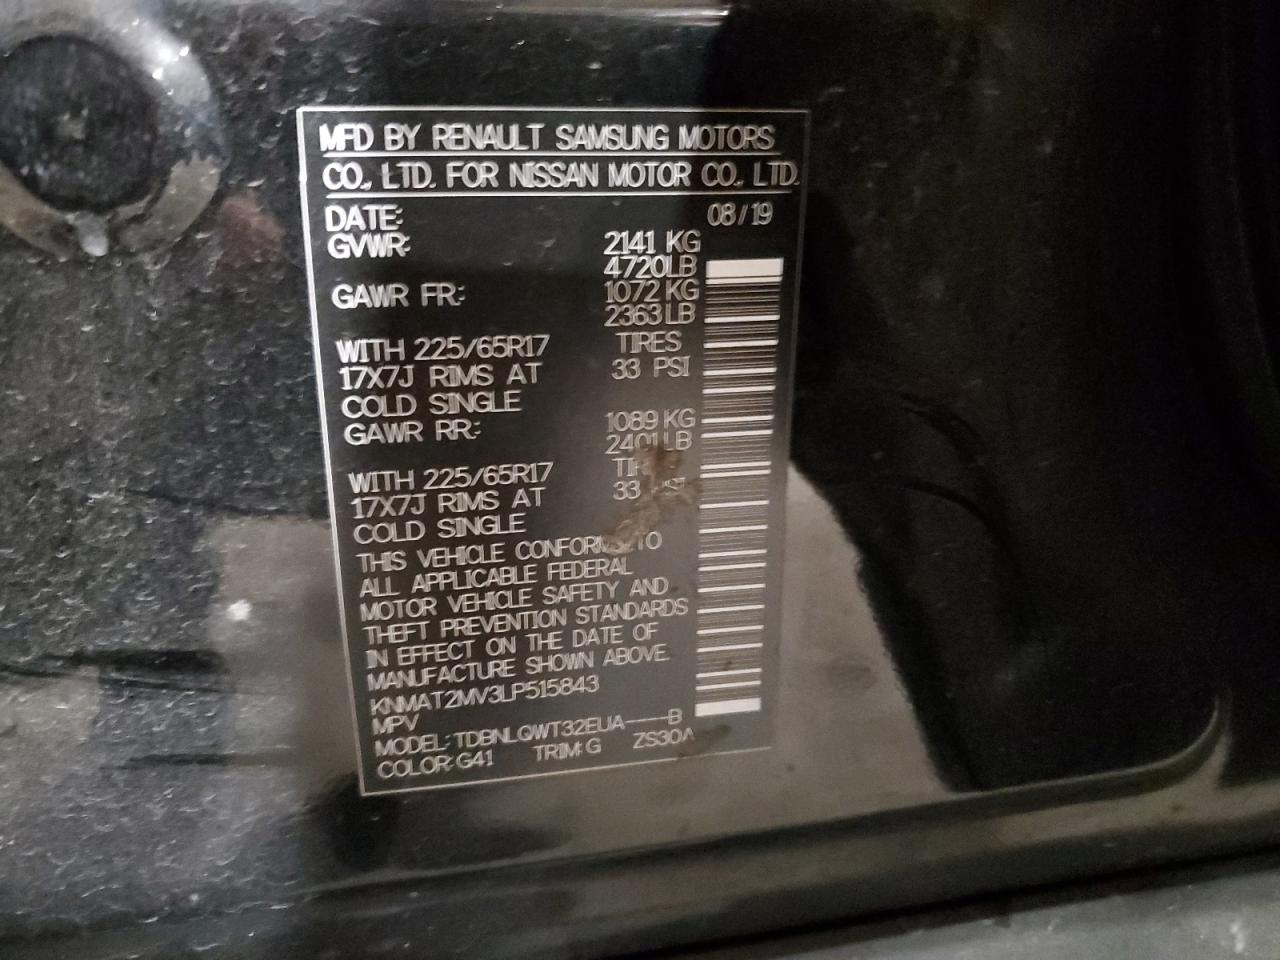 MFD BY RENAULT SAMSUNG MOTORS
CO., LTD. FOR NISSAN MOTOR CO., LTD.
DATE: 08/19
GVWR: 2141 KG
4720LB
GAWR FR: 1072 KG
2363LB
WITH 225/65R17 TIRES
17X7J RIMS AT 33 PSI
COLD SINGLE
GAWR RR: 1089 KG
2401LB
WITH 225/65R17
17X7J RIMS AT 33 PSI
COLD SINGLE
THIS VEHICLE CONFORMS TO
ALL APPLICABLE FEDERAL
MOTOR VEHICLE SAFETY AND
THEFT PREVENTION STANDARDS
IN EFFECT ON THE DATE OF
MANUFACTURE SHOWN ABOVE.
KNMAT2MV3LP515843
MPV
MODEL: TDBNLQWT32EUA----B
COLOR: G41 TRIM: G